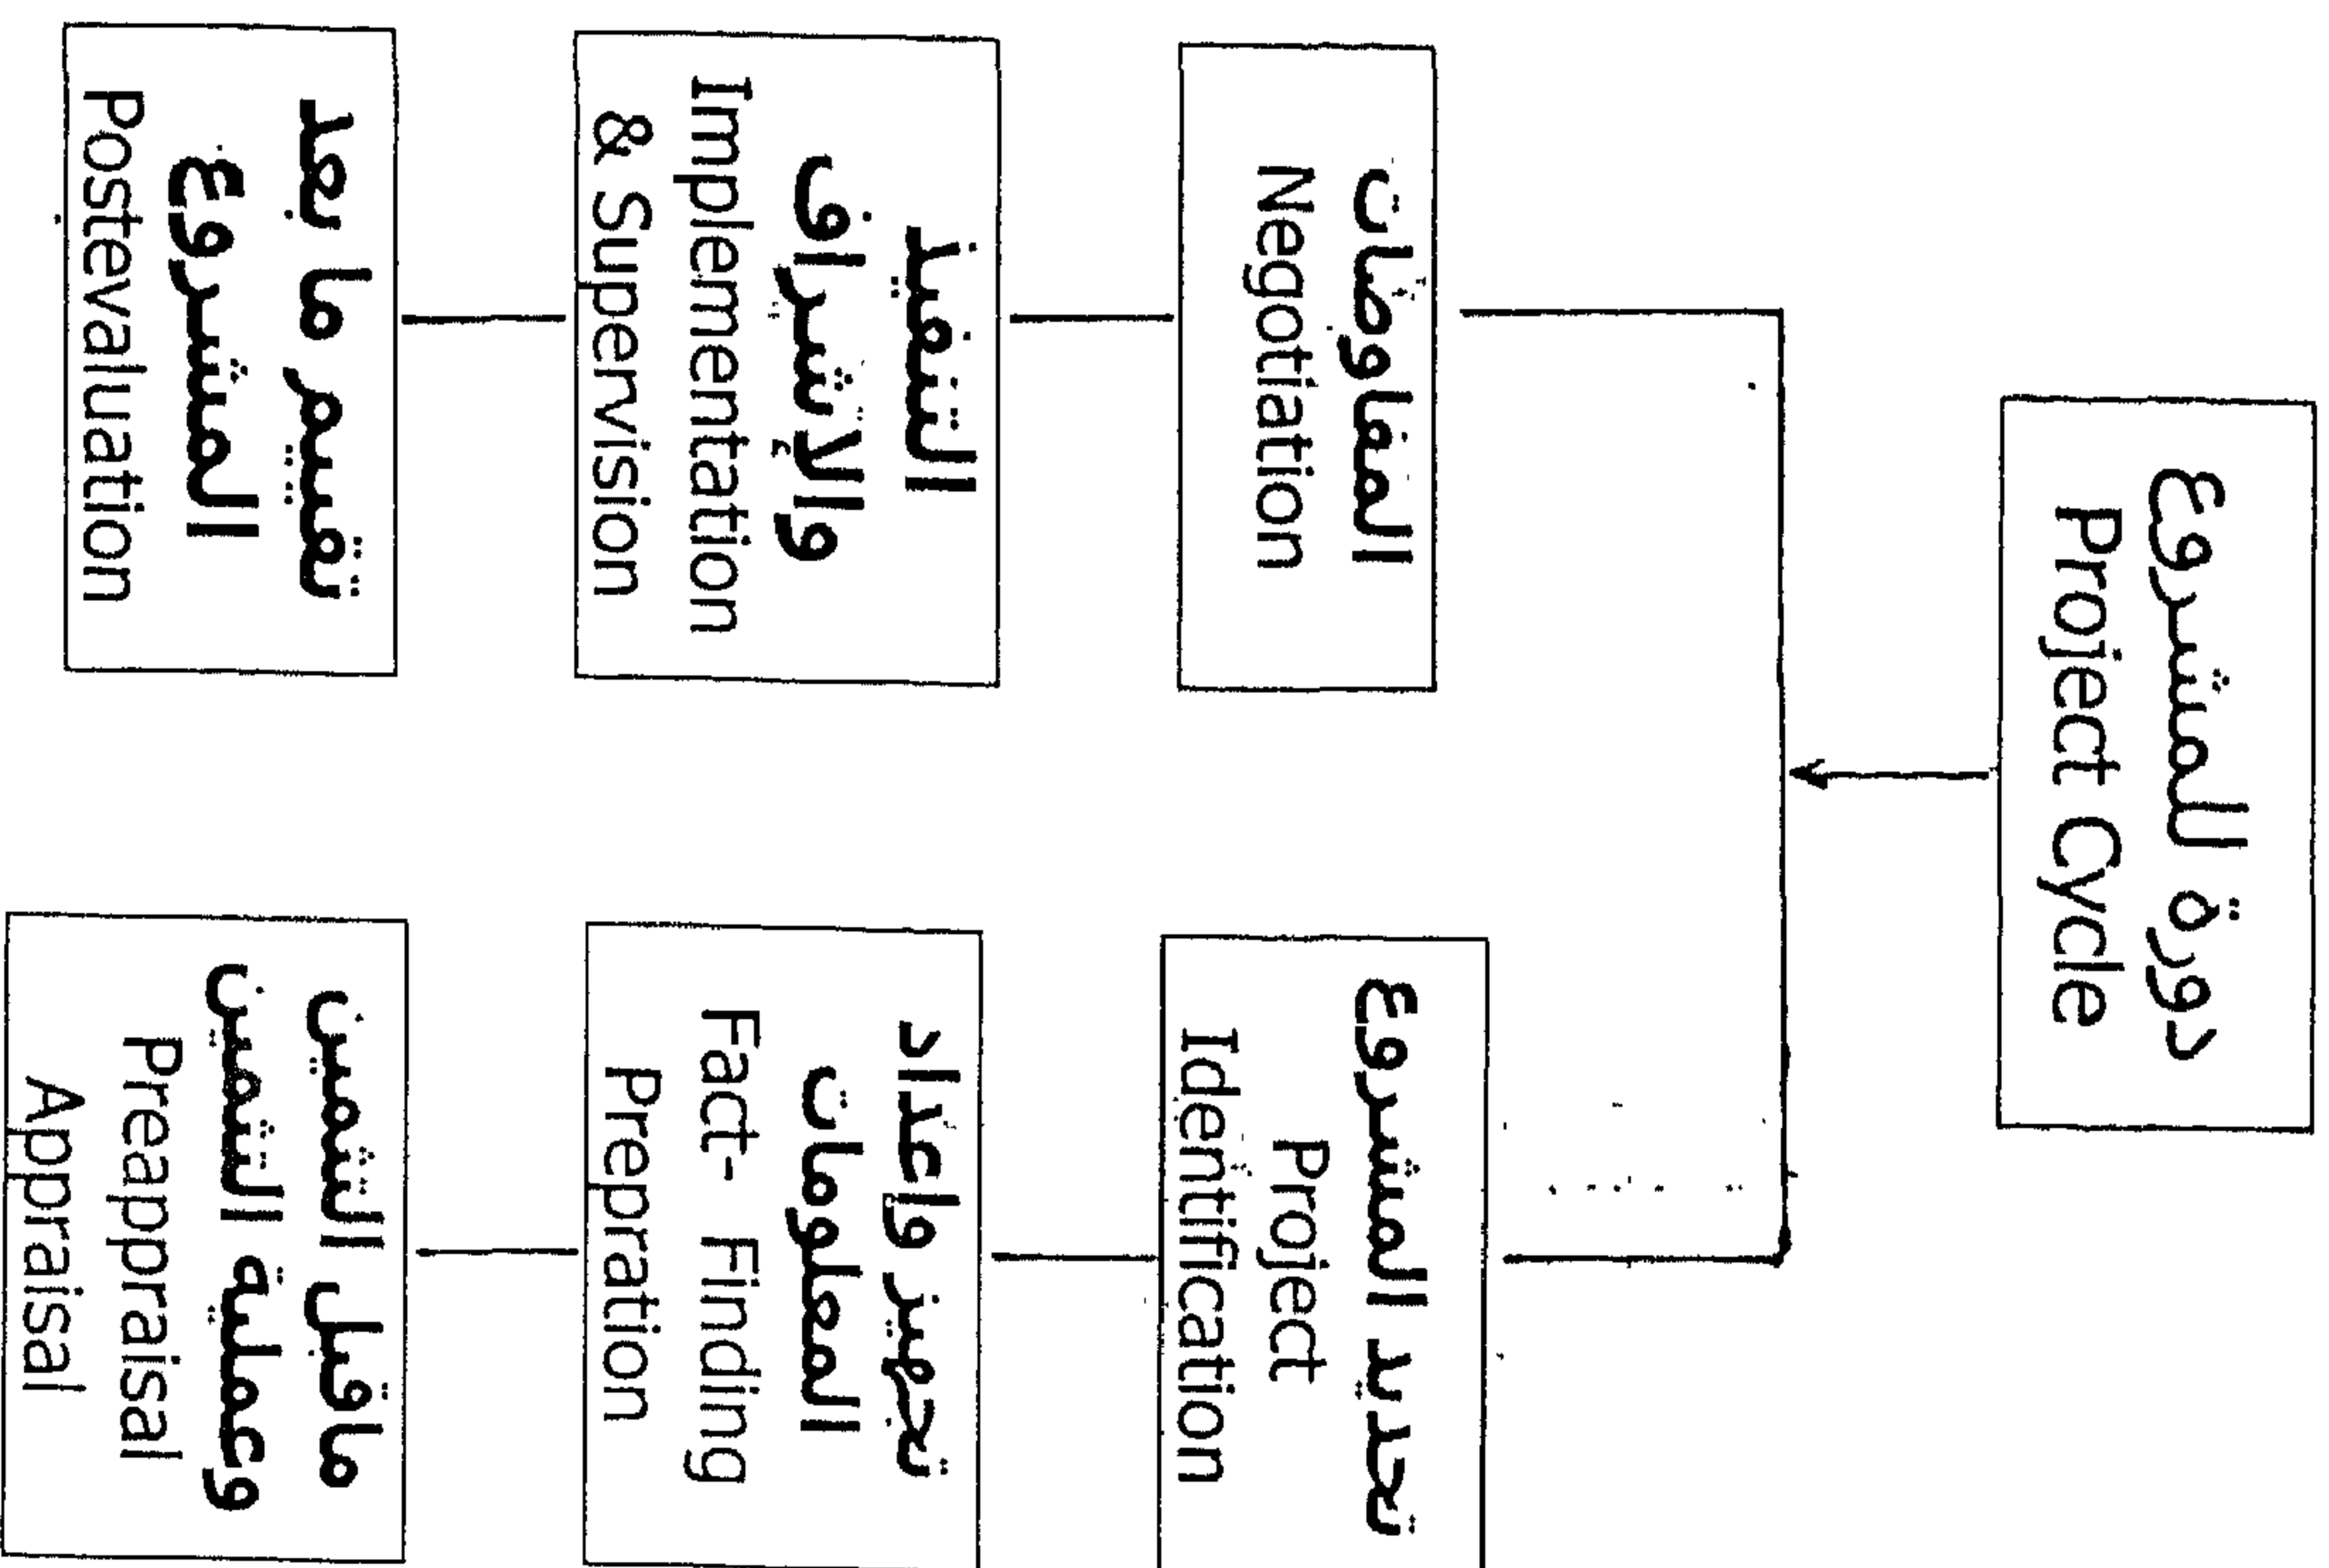 دورة المشروع
Project Cycle
تحديد المشروع
Project
Identification
تجهيز واعداد
المعلومات
Fact- Finding
Prepration
ماقبل التثمين
وعملية التثمين
Preappraisal
Appraisal
المفاوضات
Negotiation
التنفيذ
والإشراف
Implementation
& Supervision
تقييم ما بعد
المشروع
Postevaluation